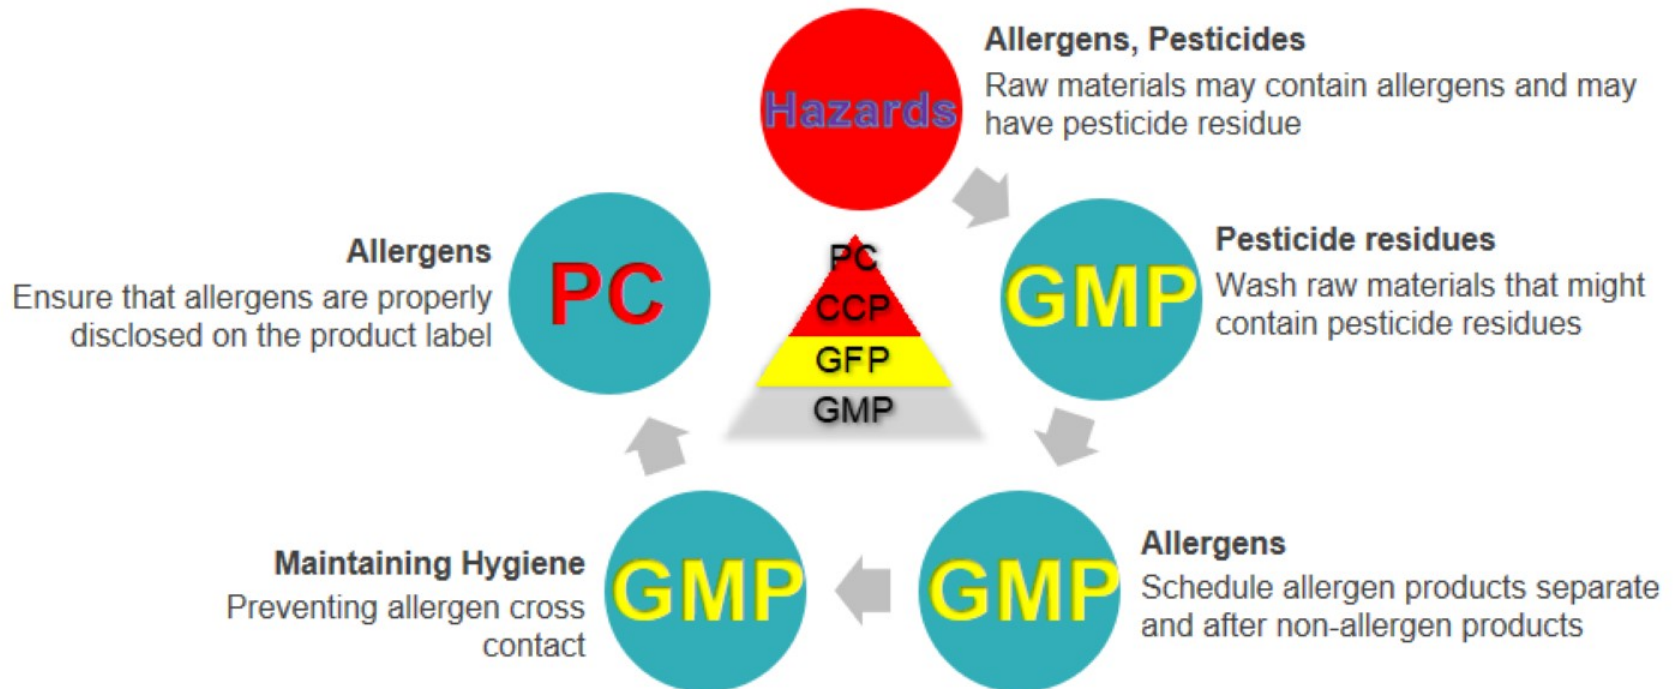 Hazards
Allergens, Pesticides
Raw materials may contain allergens and may
have pesticide residue
GMP
Pesticide residues
Wash raw materials that might
contain pesticide residues
GMP
Allergens
Schedule allergen products separate
and after non-allergen products
GMP
Maintaining Hygiene
Preventing allergen cross
contact
PC
Allergens
Ensure that allergens are properly
disclosed on the product label
PC
CCP
GFP
GMP